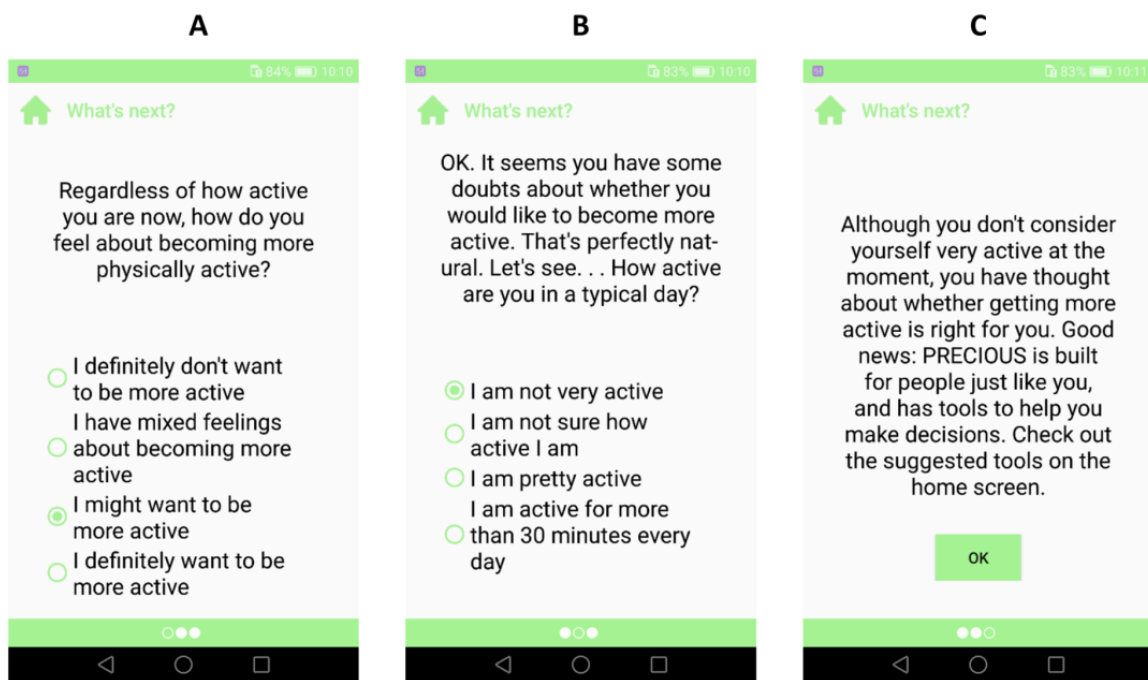 A
84% 10:10
What's next?
Regardless of how active
you are now, how do you
feel about becoming more
physically active?
I definitely don't want
to be more active
I have mixed feelings
about becoming more
active
I might want to be
more active
I definitely want to be
more active
B
83% 10:10
What's next?
OK. It seems you have some
doubts about whether you
would like to become more
active. That's perfectly nat-
ural. Let's see. . . How active
are you in a typical day?
I am not very active
I am not sure how
active I am
I am pretty active
I am active for more
than 30 minutes every
day
C
83% 10:11
What's next?
Although you don't consider
yourself very active at the
moment, you have thought
about whether getting more
active is right for you. Good
news: PRECIOUS is built
for people just like you,
and has tools to help you
make decisions. Check out
the suggested tools on the
home screen.
OK